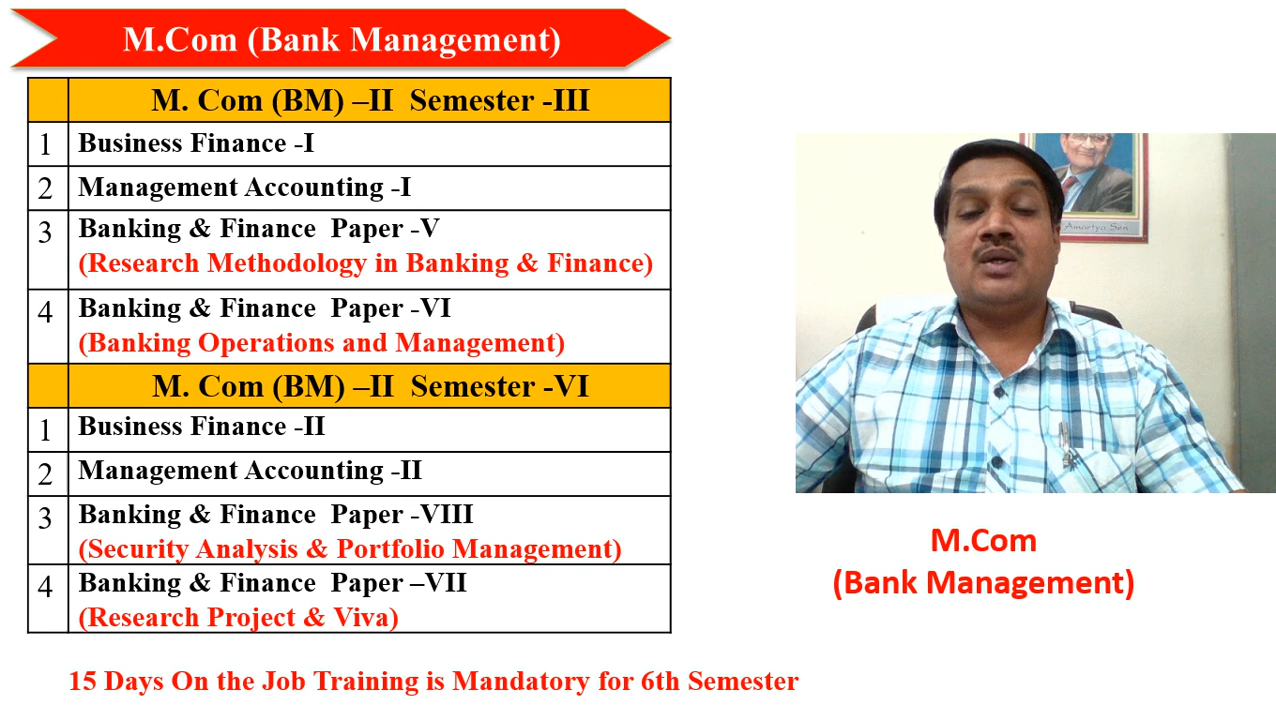 M.Com (Bank Management)
M. Com (BM) –II Semester -III
1 Business Finance -I
2 Management Accounting -I
3 Banking & Finance Paper -V
(Research Methodology in Banking & Finance)
4 Banking & Finance Paper -VI
(Banking Operations and Management)
M. Com (BM) –II Semester -VI
1 Business Finance -II
2 Management Accounting -II
3 Banking & Finance Paper -VIII
(Security Analysis & Portfolio Management)
4 Banking & Finance Paper –VII
(Research Project & Viva)
15 Days On the Job Training is Mandatory for 6th Semester
Amartya Sen
M.Com
(Bank Management)